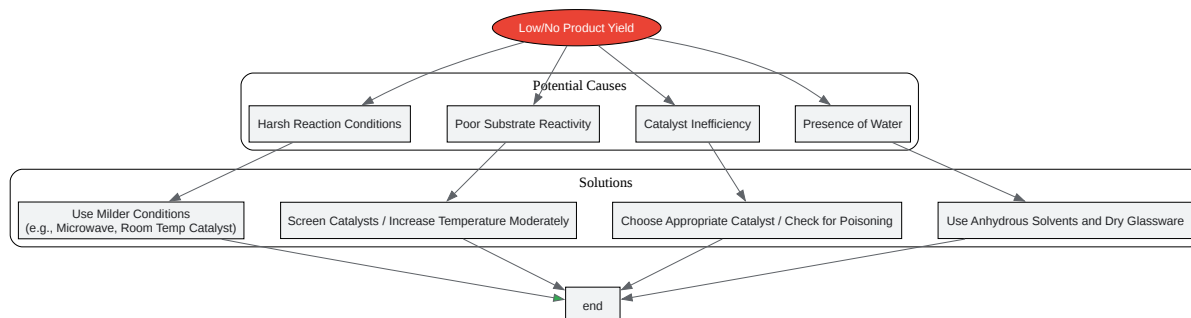 Low/No Product Yield
Potential Causes
Harsh Reaction Conditions
Poor Substrate Reactivity
Catalyst Inefficiency
Presence of Water
Solutions
Use Milder Conditions
(e.g., Microwave, Room Temp Catalyst)
Screen Catalysts / Increase Temperature Moderately
Choose Appropriate Catalyst / Check for Poisoning
Use Anhydrous Solvents and Dry Glassware
end